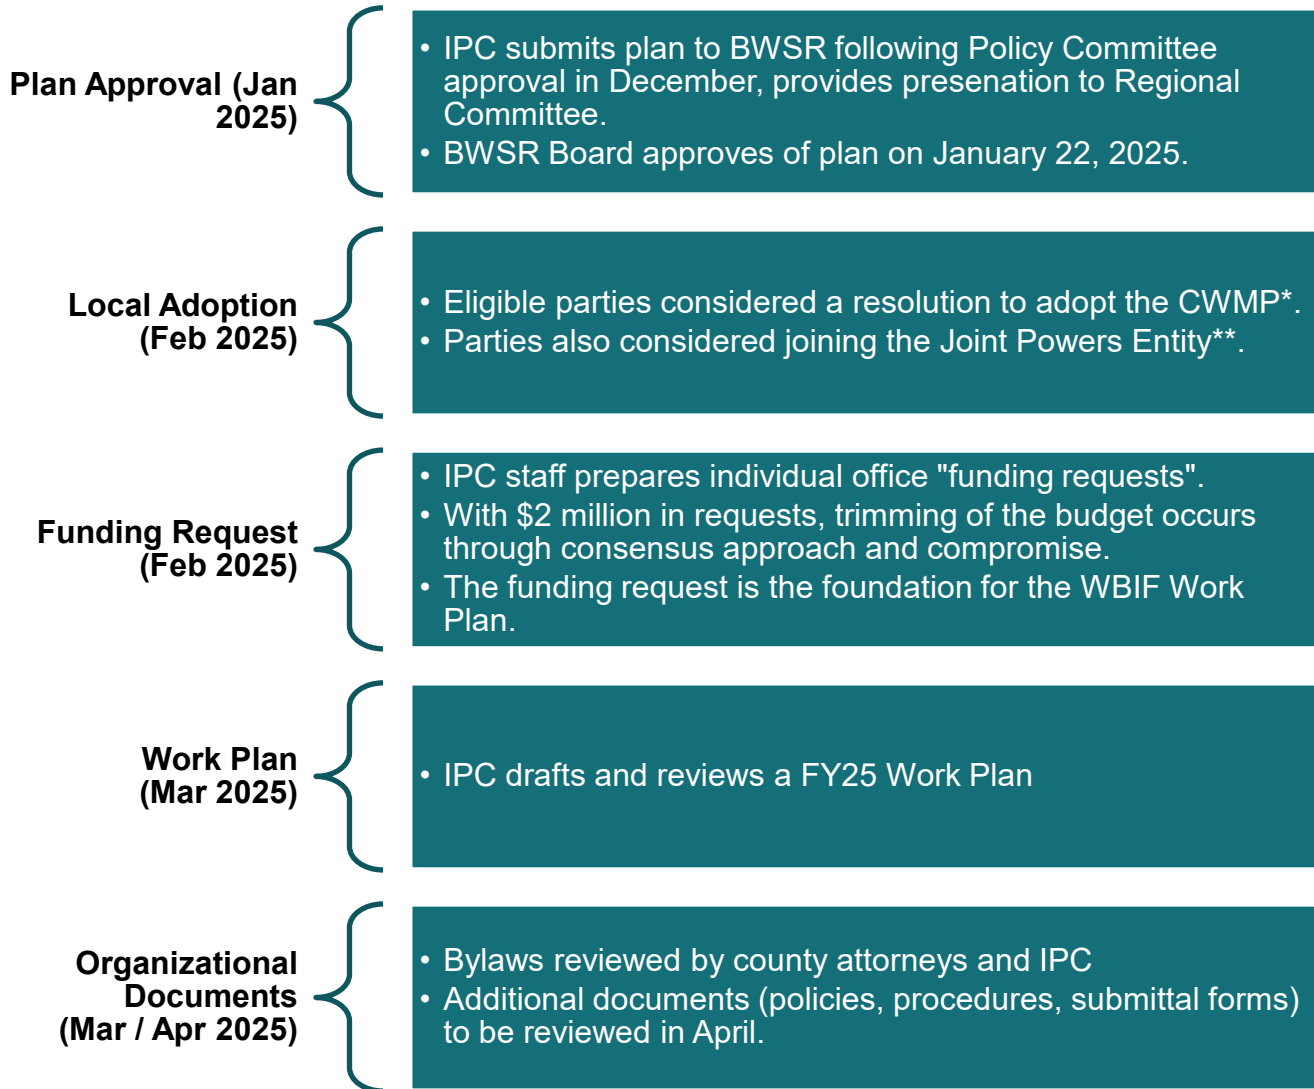 Plan Approval (Jan
2025)
• IPC submits plan to BWSR following Policy Committee
approval in December, provides presenation to Regional
Committee.
• BWSR Board approves of plan on January 22, 2025.
Local Adoption
(Feb 2025)
• Eligible parties considered a resolution to adopt the CWMP*.
• Parties also considered joining the Joint Powers Entity**.
Funding Request
(Feb 2025)
• IPC staff prepares individual office "funding requests".
• With $2 million in requests, trimming of the budget occurs
through consensus approach and compromise.
• The funding request is the foundation for the WBIF Work
Plan.
Work Plan
(Mar 2025)
• IPC drafts and reviews a FY25 Work Plan
Organizational
Documents
(Mar / Apr 2025)
• Bylaws reviewed by county attorneys and IPC
• Additional documents (policies, procedures, submittal forms)
to be reviewed in April.